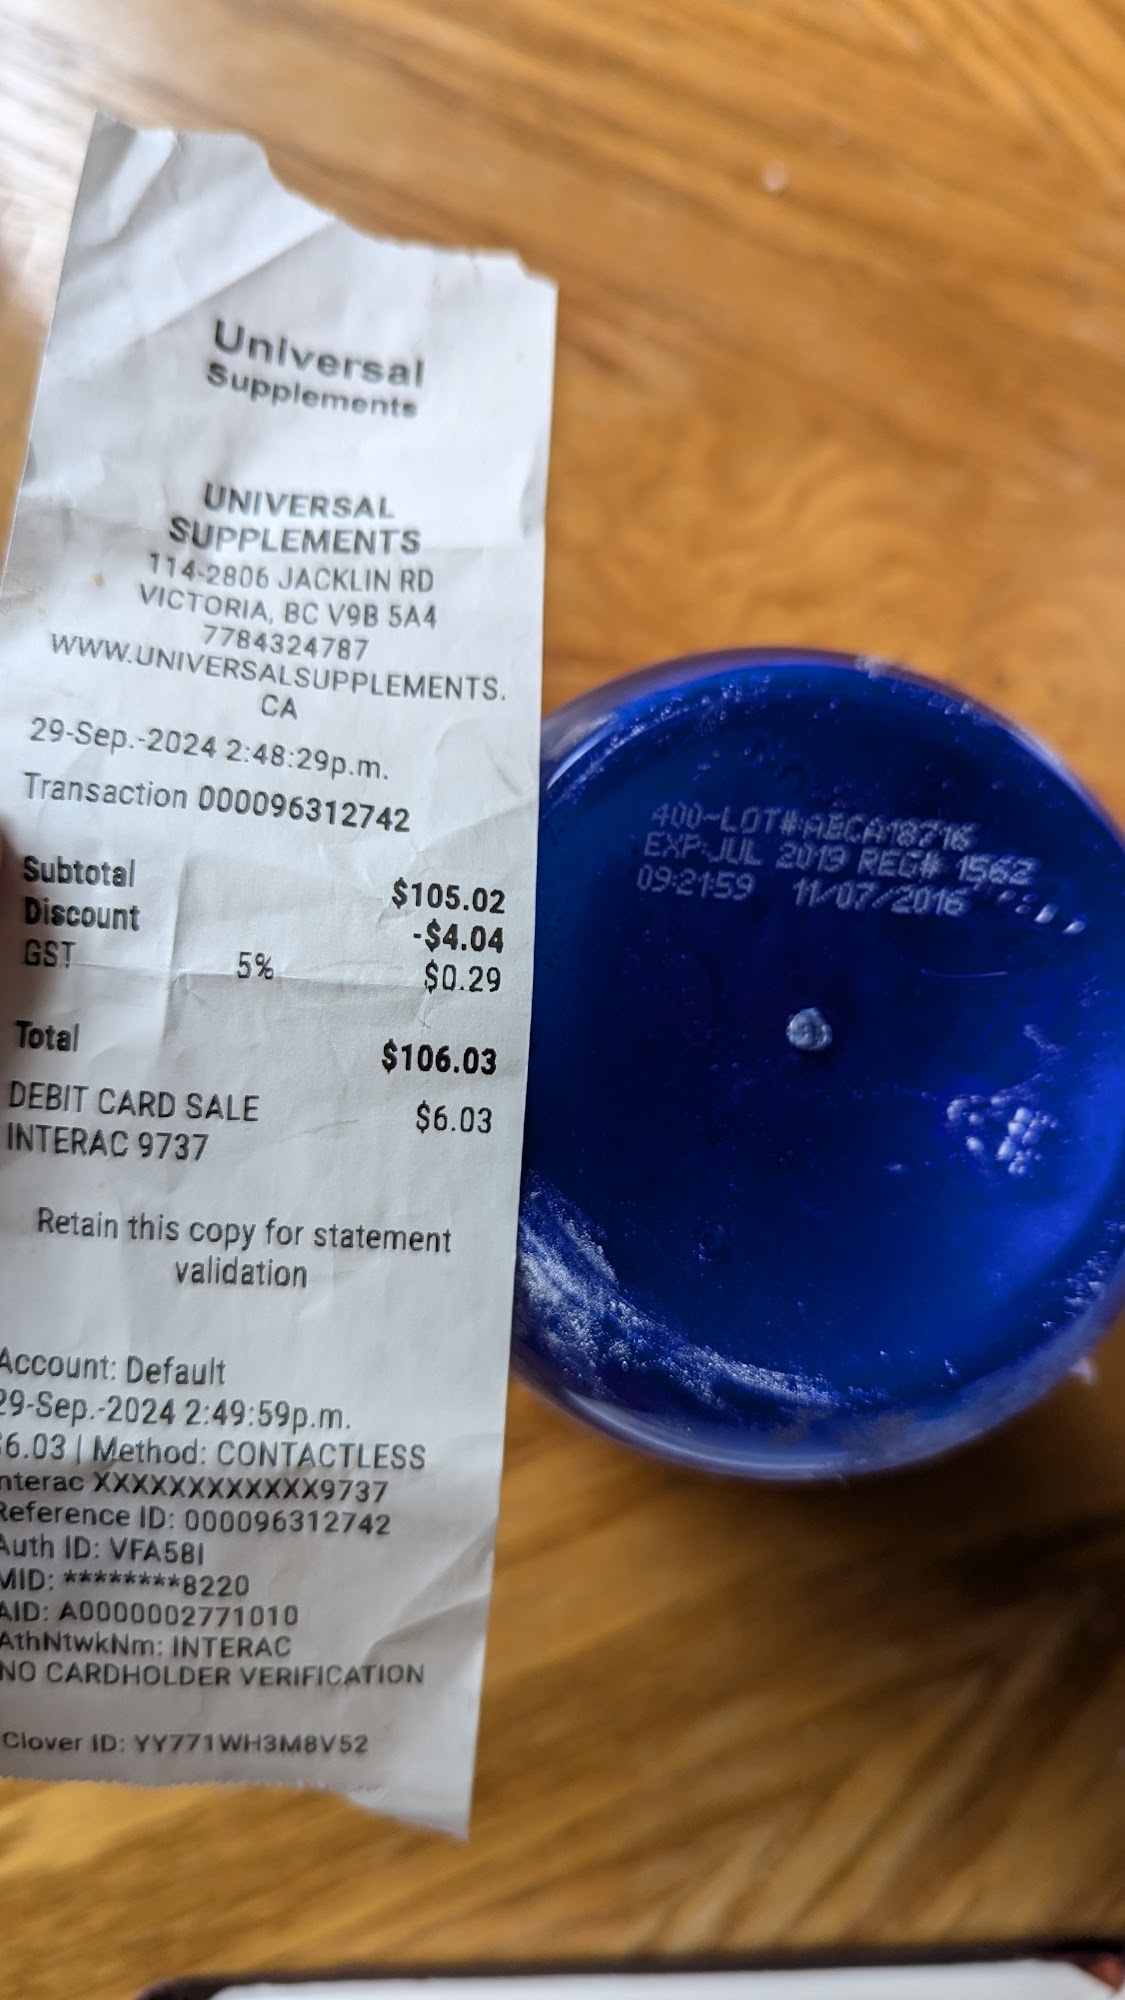 Universal
Supplements
UNIVERSAL
SUPPLEMENTS
114-2806 JACKLIN RD
VICTORIA, BC V9B 5A4
7784324787
WWW.UNIVERSALSUPPLEMENTS.
CA
29-Sep.-2024 2:48:29p.m.
Transaction 000096312742
Subtotal $105.02
Discount -$4.04
GST 5% $0.29
Total $106.03
DEBIT CARD SALE $6.03
INTERAC 9737
Retain this copy for statement
validation
Account: Default
29-Sep.-2024 2:49:59p.m.
$6.03 | Method: CONTACTLESS
Interac XXXXXXXXXXXX9737
Reference ID: 000096312742
Auth ID: VFA58I
MID: ********8220
AID: A0000002771010
AthNtwkNm: INTERAC
NO CARDHOLDER VERIFICATION
Clover ID: YY771WH3M8V52
400-LOT#ABCA18716
EXP:JUL 2019 REG# 1562
09:21:59 11/07/2016